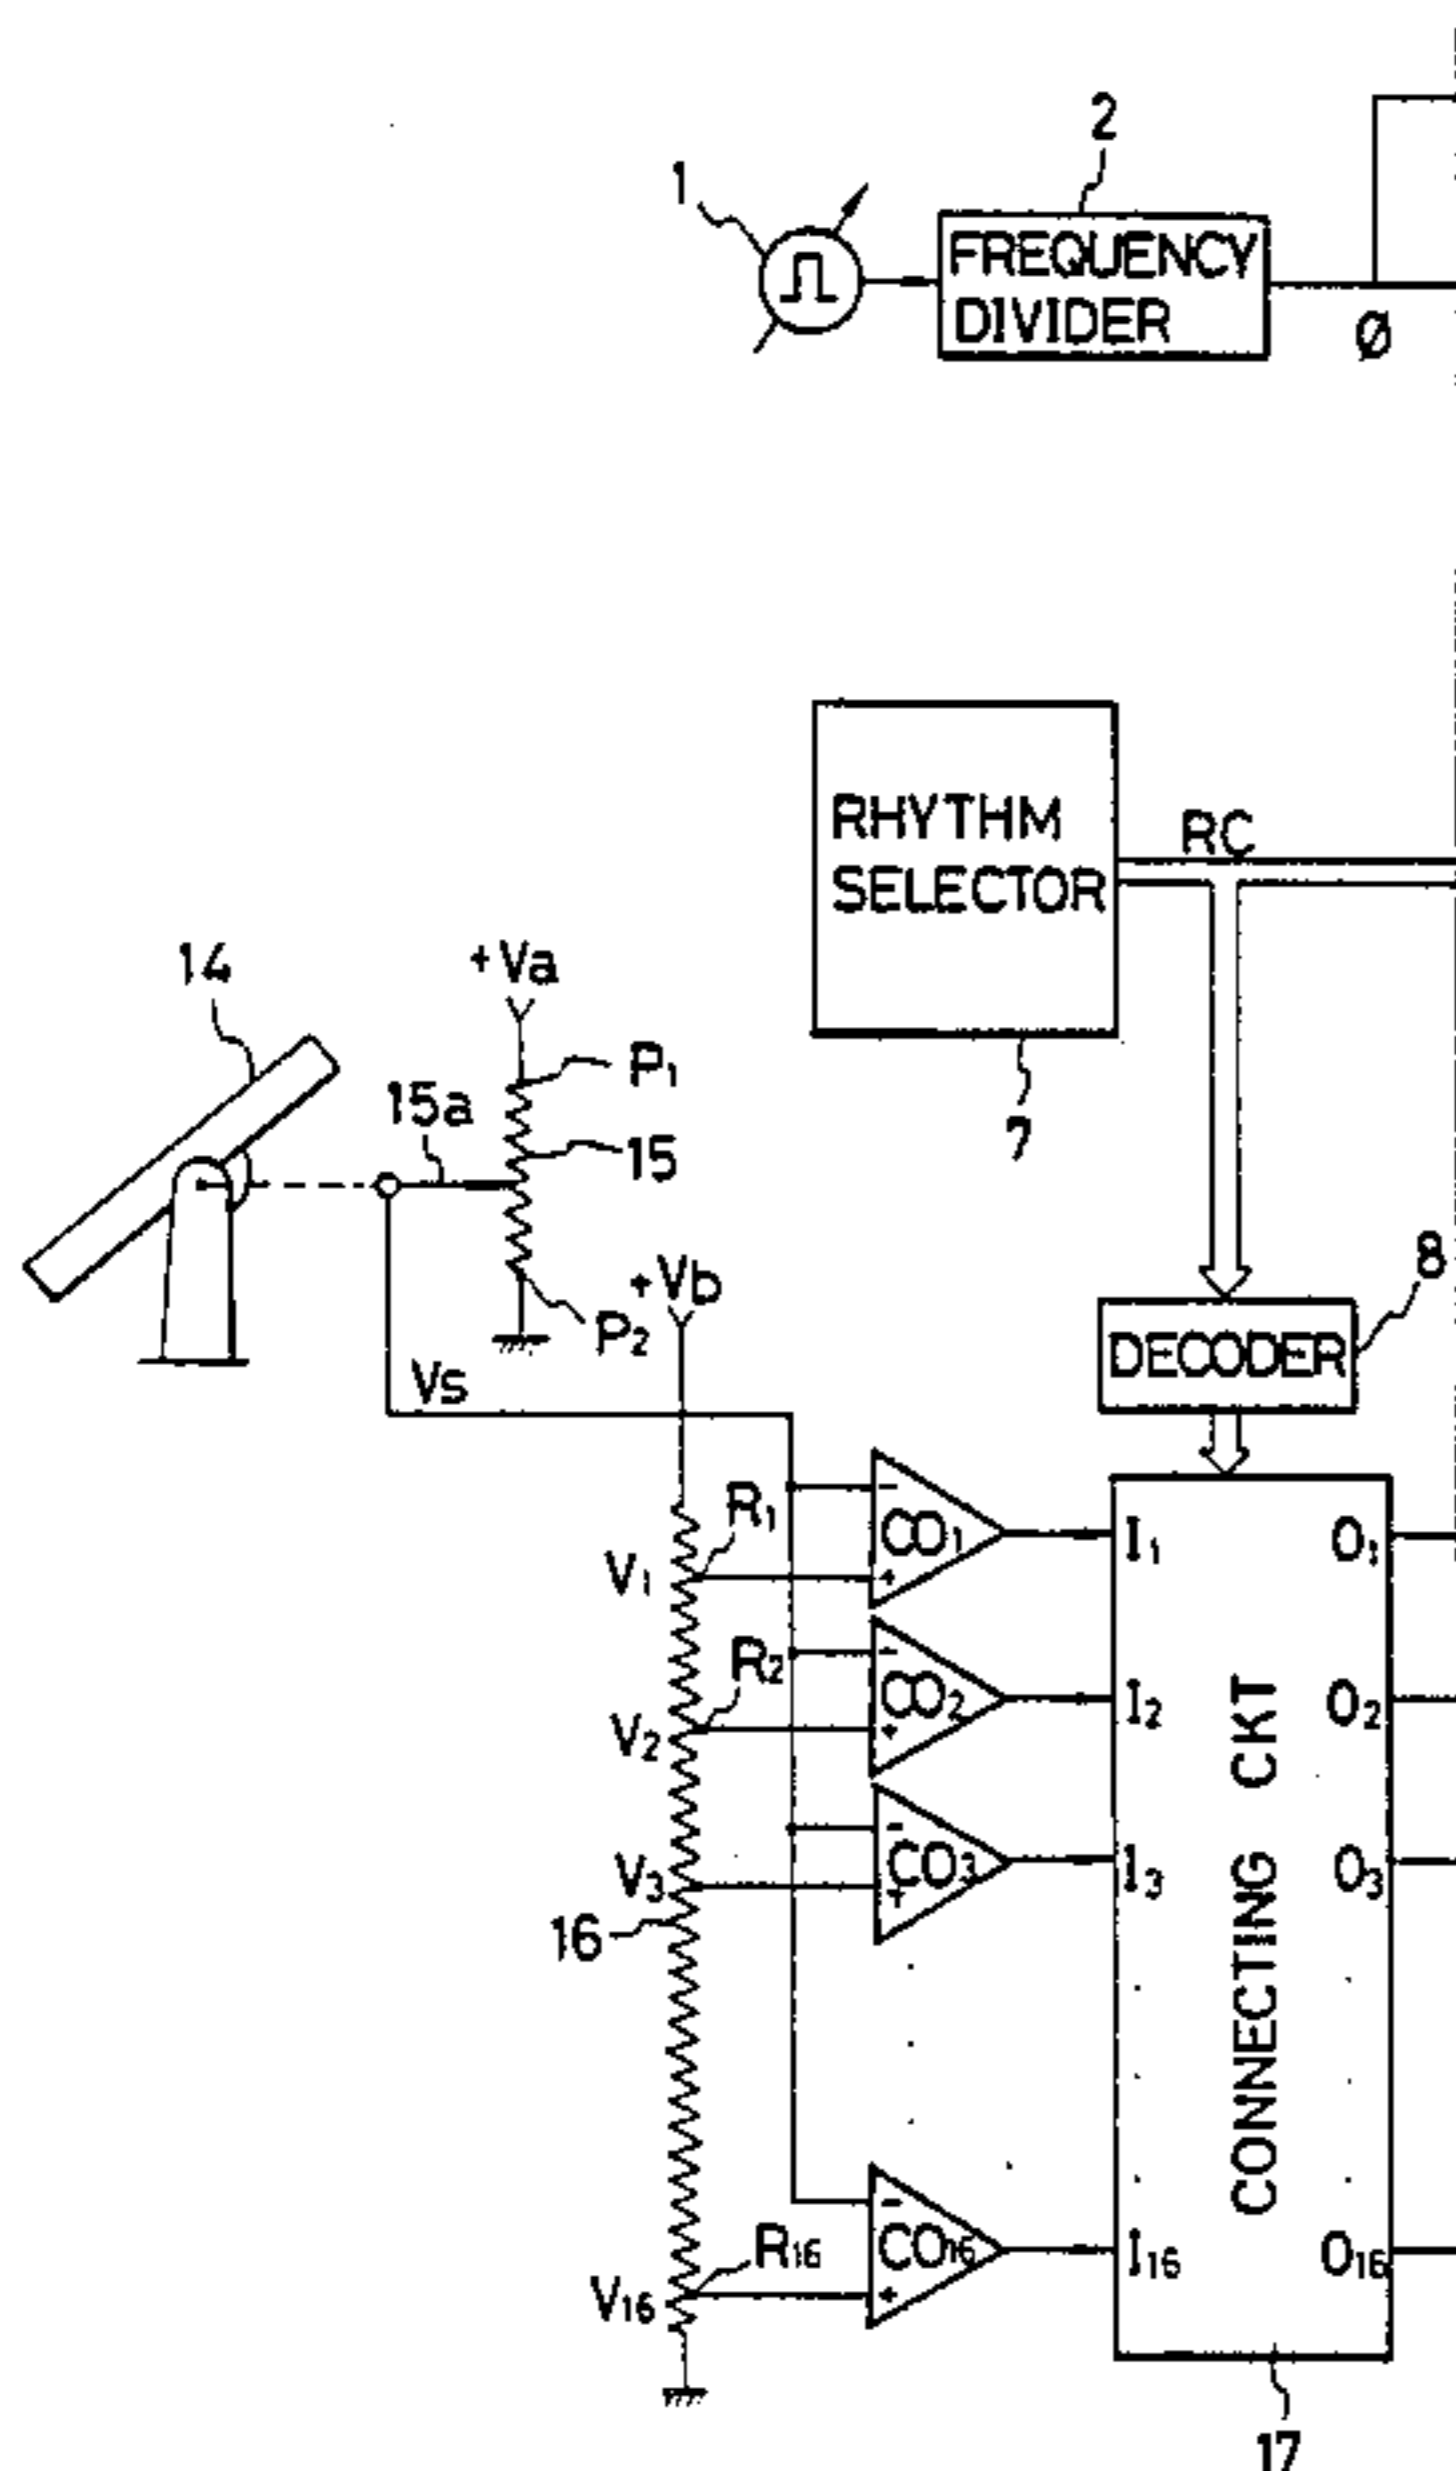 2
1
FREQUENCY
DIVIDER
Ø
RHYTHM
SELECTOR
RC
7
14
+Va
P1
15a
15
+Vb
P2
8
DECODER
Vs
R1
V1
- CO1 +
I1
O1
R2
V2
- CO2 +
I2
O2
V3
- CO3 +
I3
O3
16
CONNECTING CKT
R16
V16
- CO16 +
I16
O16
17